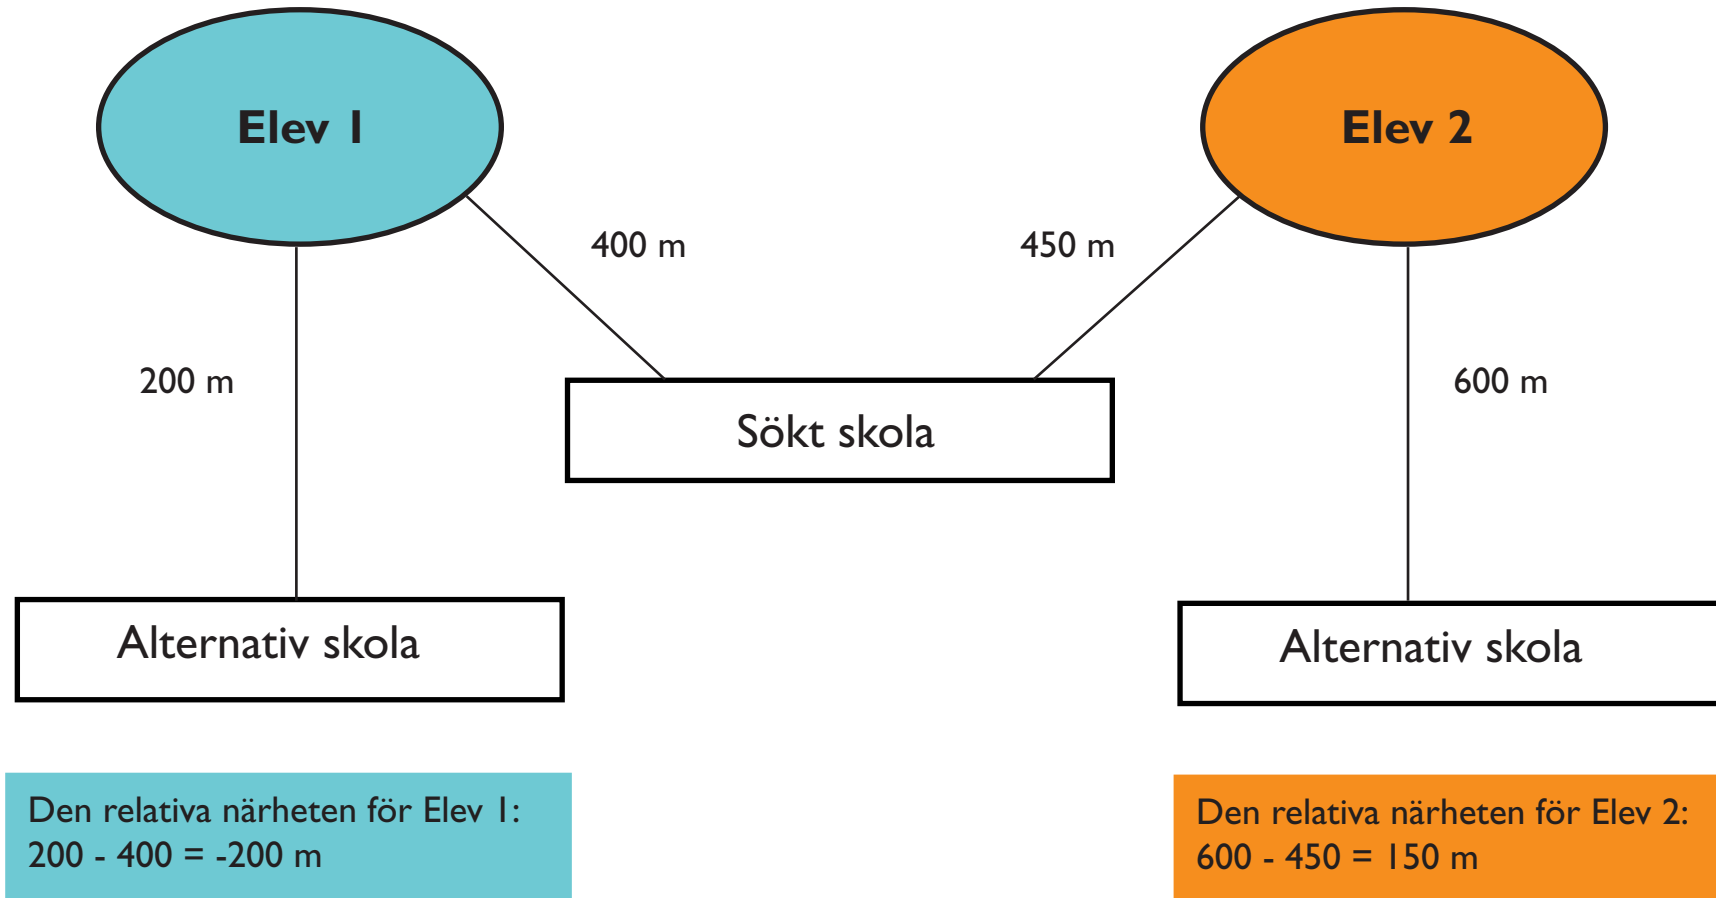 Elev 1
Elev 2
400 m
450 m
200 m
600 m
Sökt skola
Alternativ skola
Alternativ skola
Den relativa närheten för Elev 1:
200 - 400 = -200 m
Den relativa närheten för Elev 2:
600 - 450 = 150 m